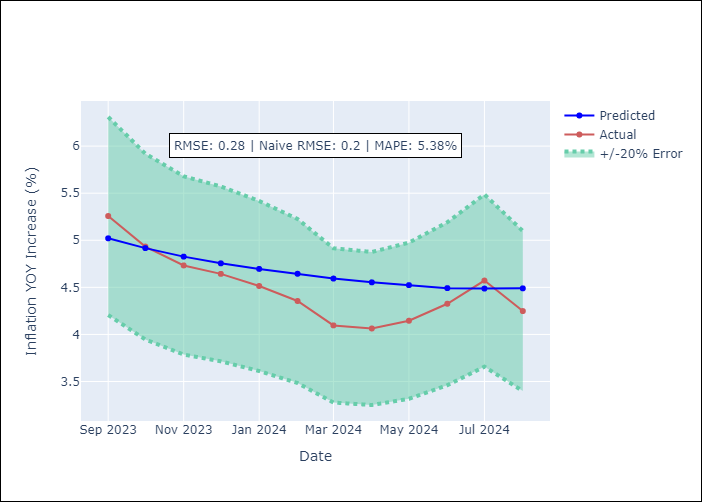 Predicted
Actual
+/-20% Error
RMSE: 0.28 | Naive RMSE: 0.2 | MAPE: 5.38%
Inflation YOY Increase (%)
6
5.5
5
4.5
4
3.5
Sep 2023
Nov 2023
Jan 2024
Mar 2024
May 2024
Jul 2024
Date